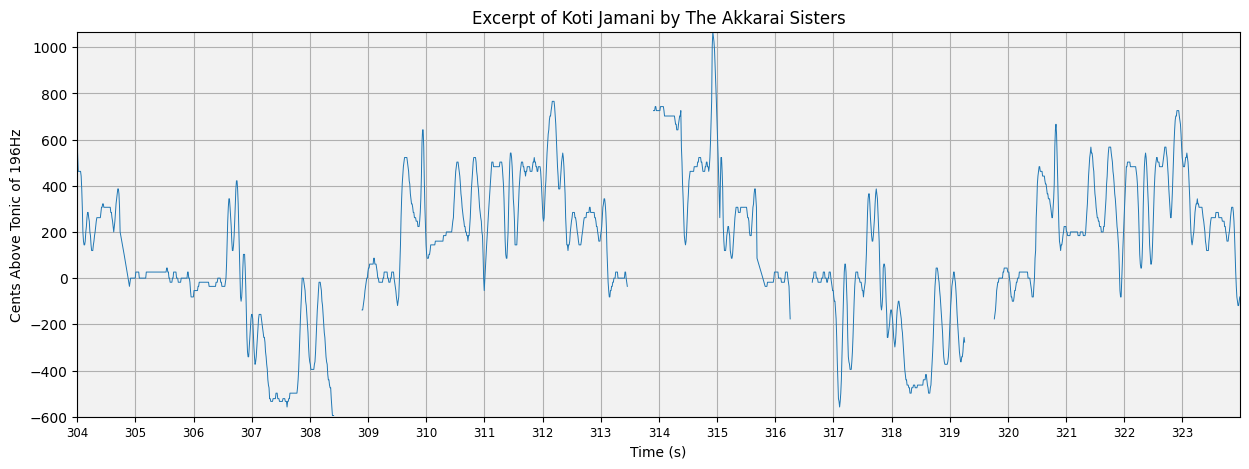 Excerpt of Koti Jamani by The Akkarai Sisters
Cents Above Tonic of 196Hz
1000
800
600
400
200
0
−200
−400
−600
304 305 306 307 308 309 310 311 312 313 314 315 316 317 318 319 320 321 322 323
Time (s)